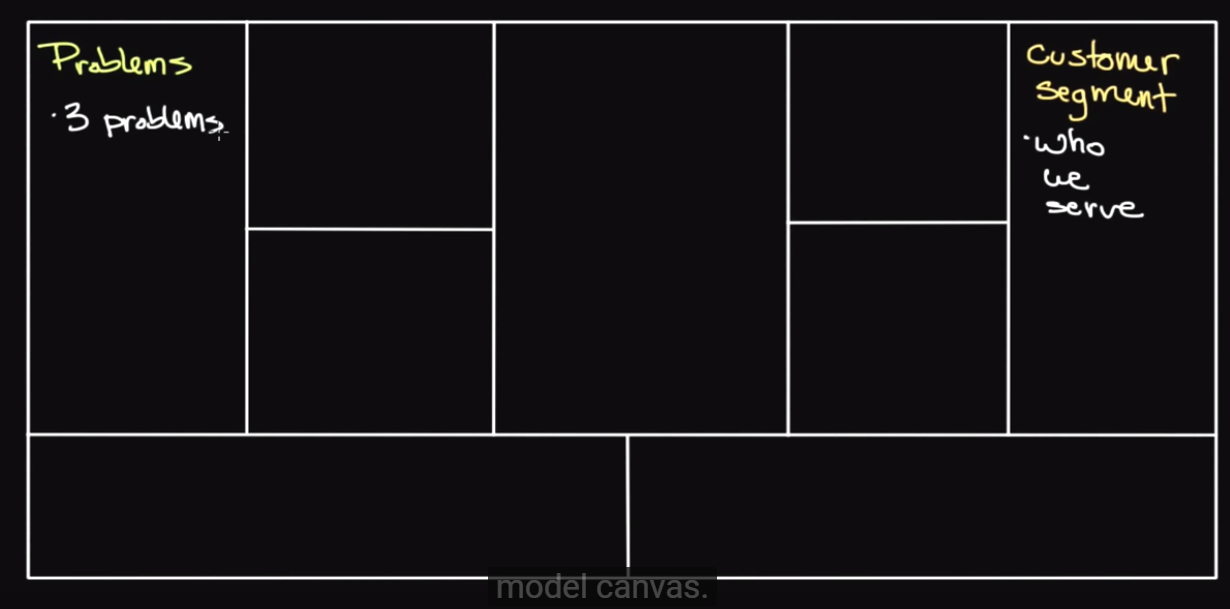 Problems
· 3 problems
Customer
Segment
· Who
we
serve
model canvas.